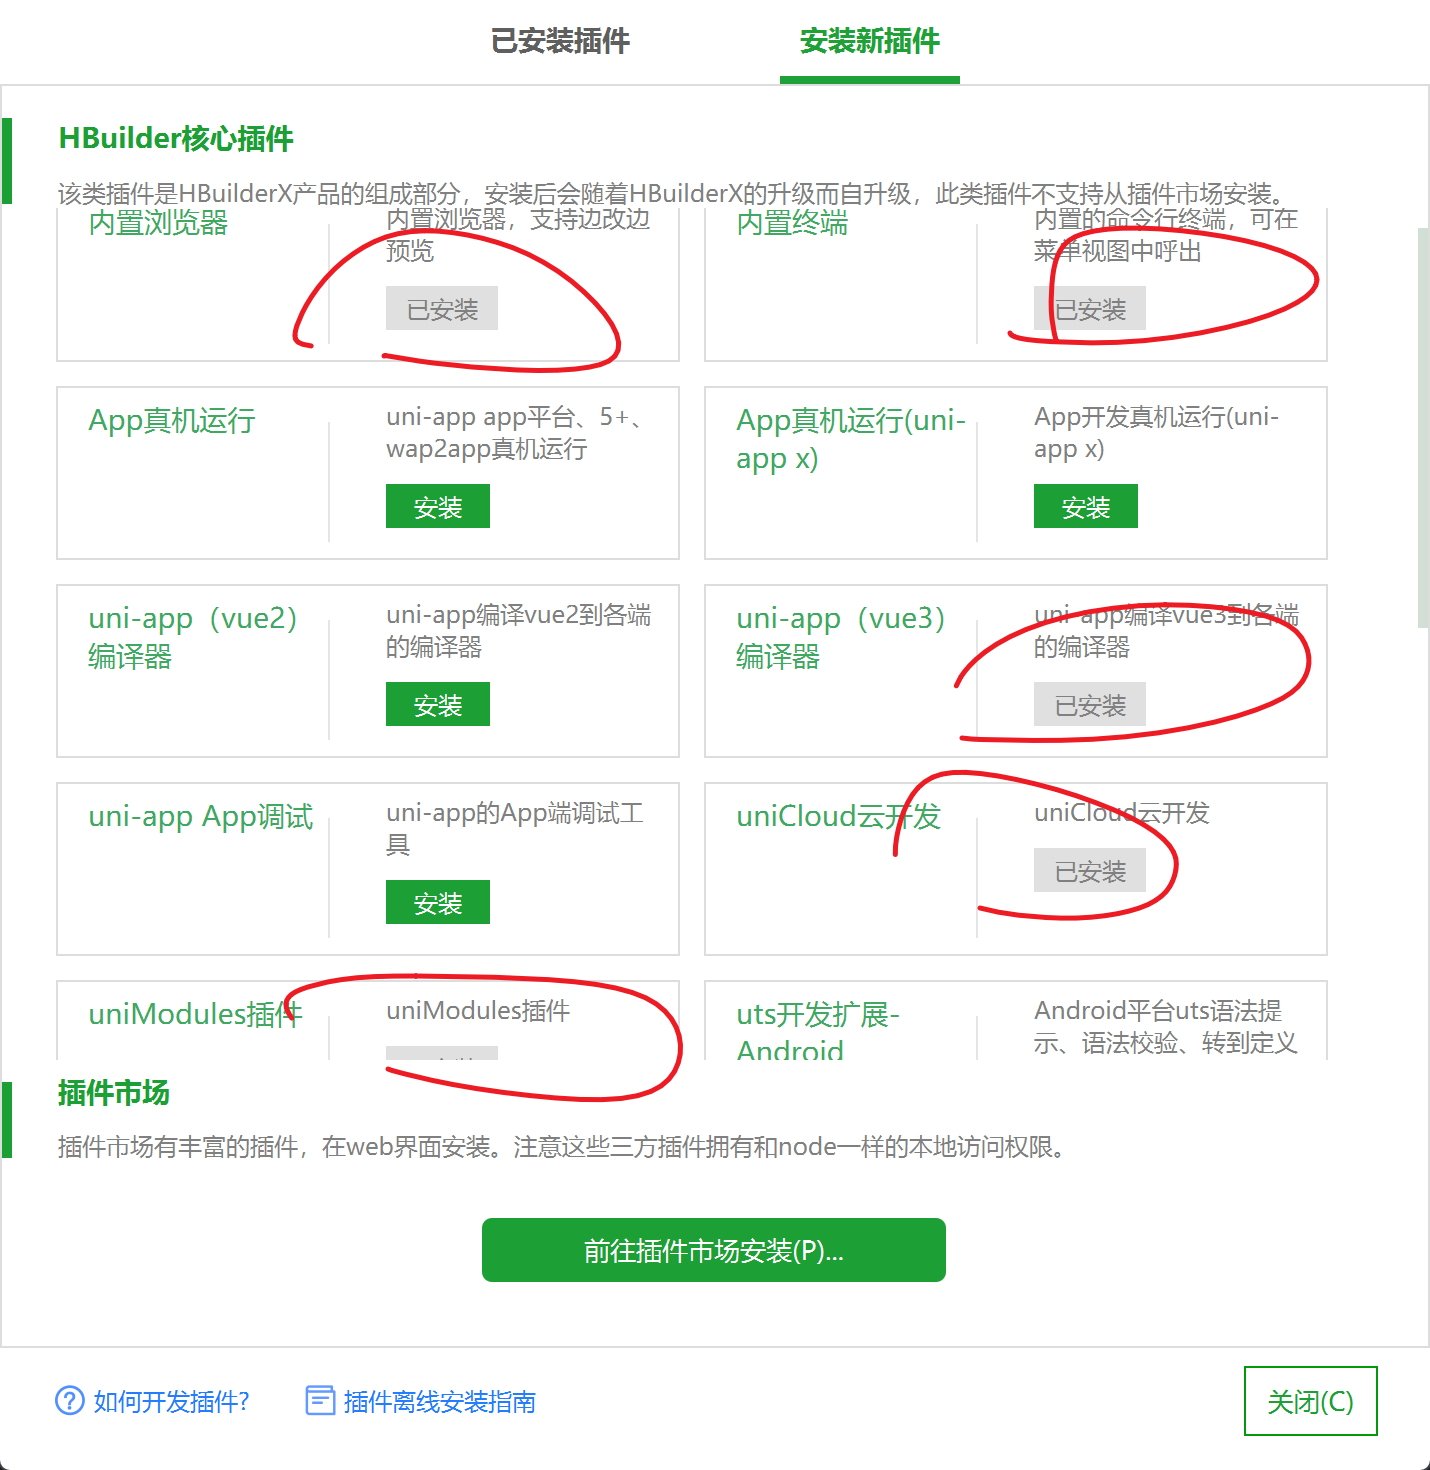 已安装插件
安装新插件
HBuilder核心插件
该类插件是HBuilderX产品的组成部分，安装后会随着HBuilderX的升级而自升级，此类插件不支持从插件市场安装。
内置浏览器
内置浏览器，支持边改边
预览
已安装
内置终端
内置的命令行终端，可在
菜单视图中呼出
已安装
App真机运行
uni-app app平台、5+、
wap2app真机运行
安装
App真机运行(uni-
app x)
App开发真机运行(uni-
app x)
安装
uni-app（vue2）
编译器
uni-app编译vue2到各端
的编译器
安装
uni-app（vue3）
编译器
uni-app编译vue3到各端
的编译器
已安装
uni-app App调试
uni-app的App端调试工
具
安装
uniCloud云开发
uniCloud云开发
已安装
uniModules插件
uniModules插件
uts开发扩展-
Android
Android平台uts语法提
示、语法校验、转到定义
插件市场
插件市场有丰富的插件，在web界面安装。注意这些三方插件拥有和node一样的本地访问权限。
前往插件市场安装(P)...
如何开发插件?
插件离线安装指南
关闭(C)